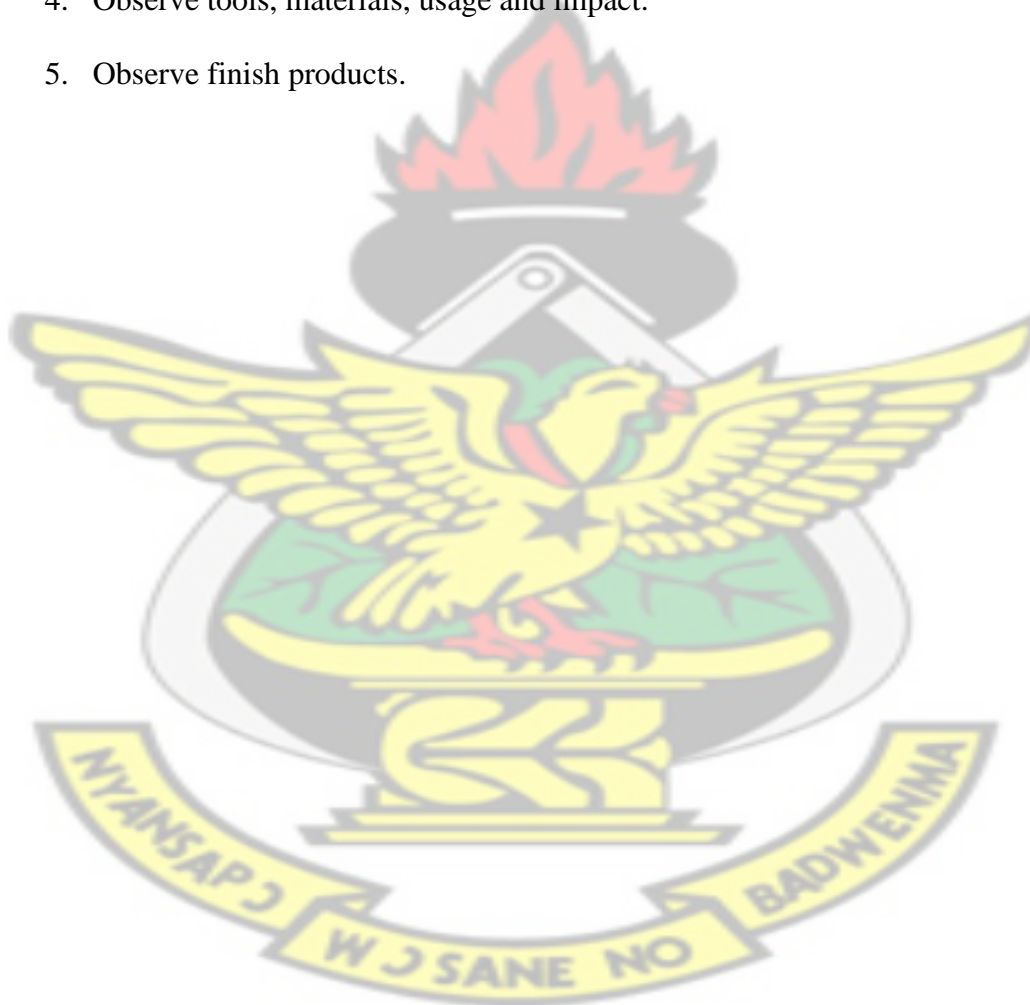 4. Observe tools, materials, usage and impact.
5. Observe finish products.
NYANSAPƆ WƆSANE NO BADWENMA